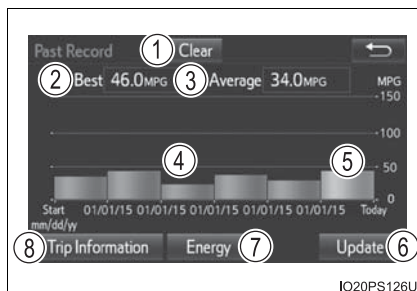 Past Record 1 Clear
2 Best 46.0MPG 3 Average 34.0MPG MPG
150
100
4 5 50
0
Start 01/01/15 01/01/15 01/01/15 01/01/15 01/01/15 Today
mm/dd/yy
8 Trip Information Energy 7 Update 6
IO20PS126U